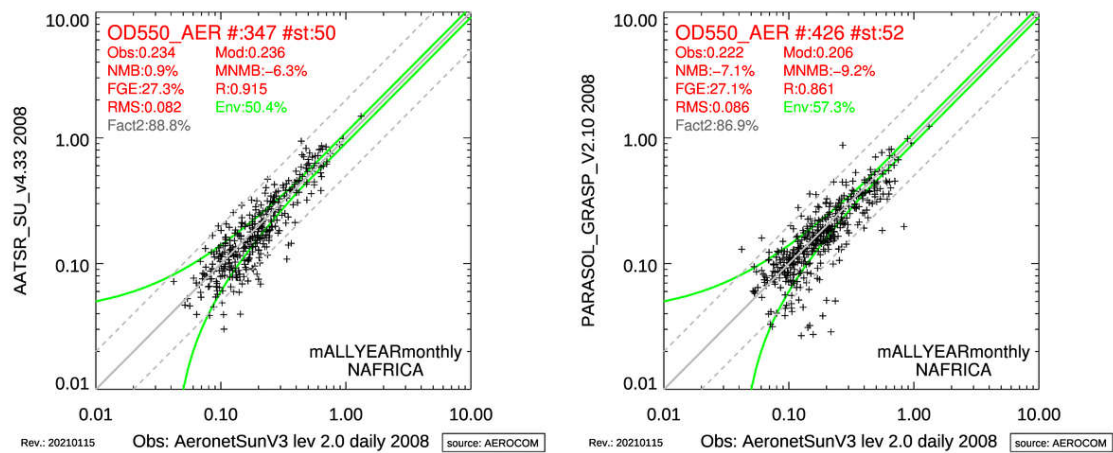 10.00
OD550_AER #:347 #st:50
Obs:0.234 Mod:0.236
NMB:0.9% MNMB:−6.3%
FGE:27.3% R:0.915
RMS:0.082 Env:50.4%
Fact2:88.8%
1.00
0.10
0.01
AATSR_SU_v4.33 2008
mALLYEARmonthly
NAFRICA
0.01 0.10 1.00 10.00
Rev.: 20210115 Obs: AeronetSunV3 lev 2.0 daily 2008 source: AEROCOM
10.00
OD550_AER #:426 #st:52
Obs:0.222 Mod:0.206
NMB:−7.1% MNMB:−9.2%
FGE:27.1% R:0.861
RMS:0.086 Env:57.3%
Fact2:86.9%
1.00
0.10
0.01
PARASOL_GRASP_V2.10 2008
mALLYEARmonthly
NAFRICA
0.01 0.10 1.00 10.00
Rev.: 20210115 Obs: AeronetSunV3 lev 2.0 daily 2008 source: AEROCOM